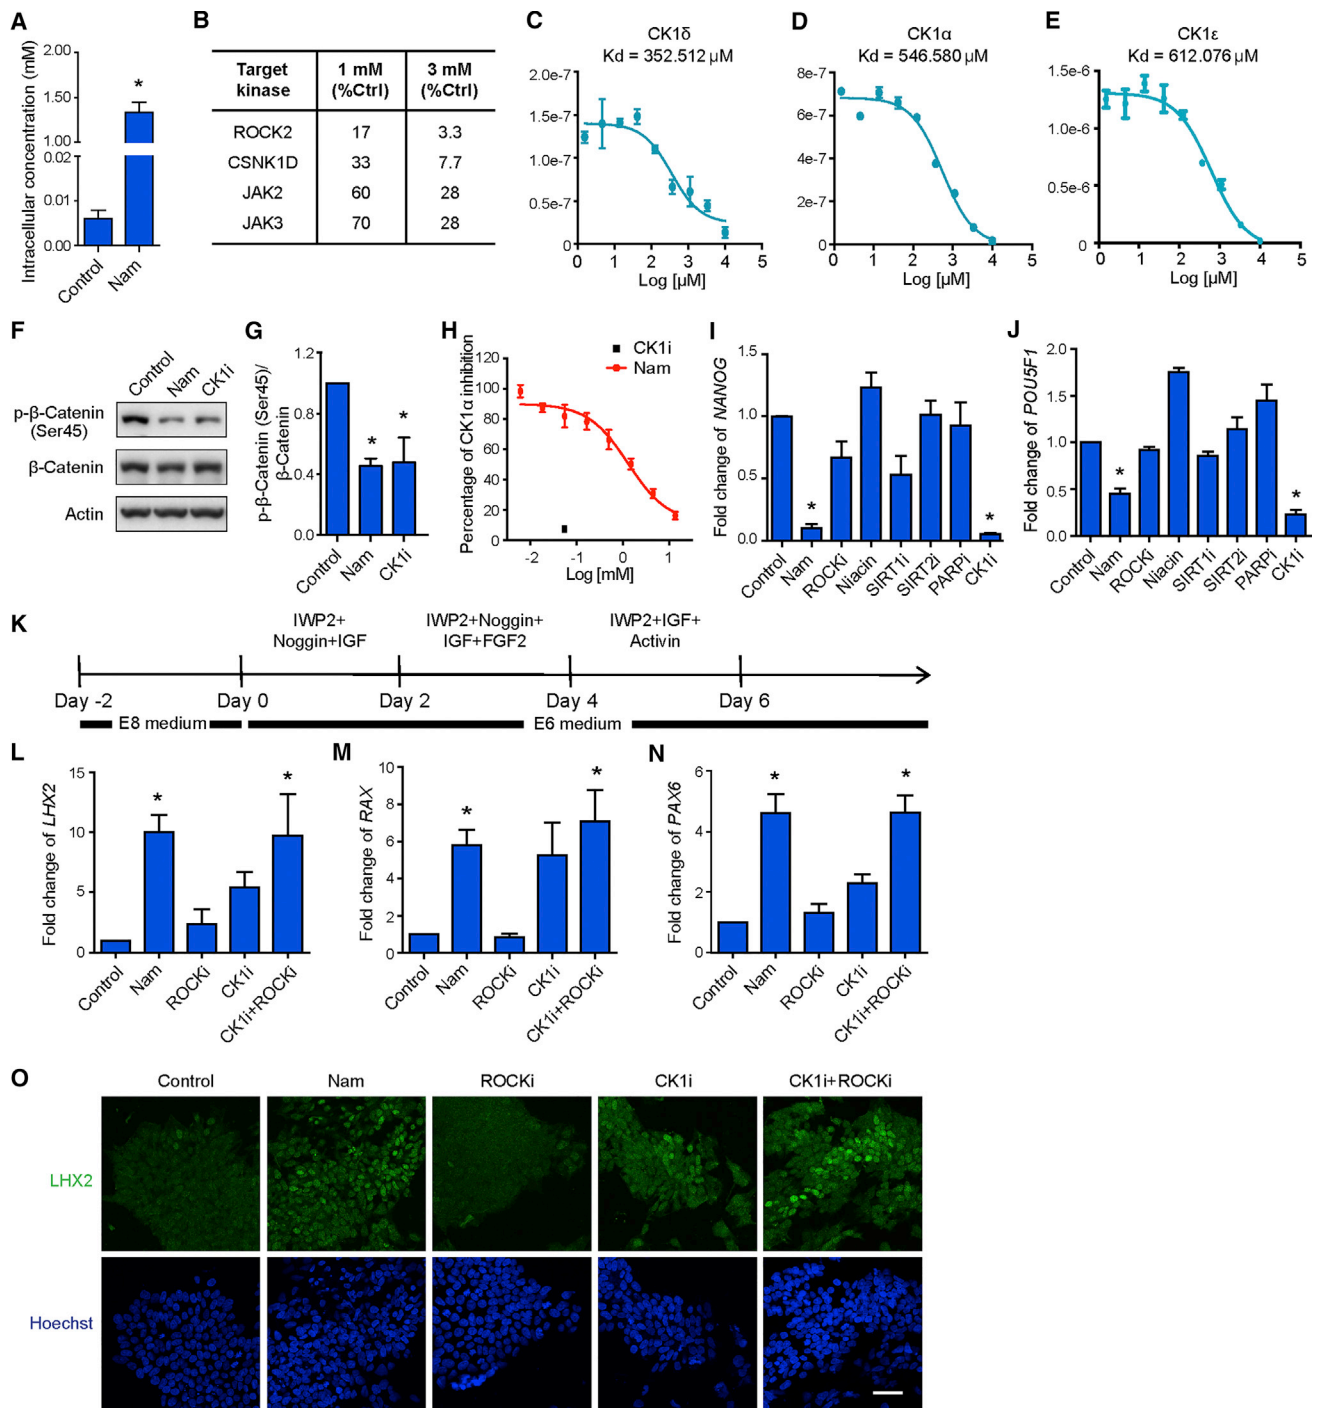 A
Intracellular concentration (mM)
2.00
1.50
1.00
0.02
0.01
0.00
*
Control
Nam
B
Target kinase
1 mM (%Ctrl)
3 mM (%Ctrl)
ROCK2 17 3.3
CSNK1D 33 7.7
JAK2 60 28
JAK3 70 28
C
CK1δ
Kd = 352.512 µM
2.0e-7
1.5e-7
1.0e-7
0.5e-7
0
0 1 2 3 4 5
Log [µM]
D
CK1α
Kd = 546.580 µM
8e-7
6e-7
4e-7
2e-7
0
0 1 2 3 4 5
Log [µM]
E
CK1ε
Kd = 612.076 µM
1.5e-6
1.0e-6
0.5e-6
0
0 1 2 3 4 5
Log [µM]
F
Control
Nam
CK1i
p-β-Catenin
(Ser45)
β-Catenin
Actin
G
p-β-Catenin (Ser45)/
β-Catenin
1.2
0.8
0.4
0.0
* *
Control
Nam
CK1i
H
Percentage of CK1α inhibition
120
100
80
60
40
20
0
CK1i
Nam
-2 -1 0 1
Log [mM]
I
Fold change of NANOG
1.5
1.0
0.5
0.0
* *
Control
Nam
ROCKi
Niacin
SIRT1i
SIRT2i
PARPi
CK1i
J
Fold change of POU5F1
2.0
1.5
1.0
0.5
0.0
* *
Control
Nam
ROCKi
Niacin
SIRT1i
SIRT2i
PARPi
CK1i
K
IWP2+
Noggin+IGF
IWP2+Noggin+
IGF+FGF2
IWP2+IGF+
Activin
Day -2 Day 0 Day 2 Day 4 Day 6
E8 medium E6 medium
L
Fold change of LHX2
15
10
5
0
* *
Control
Nam
ROCKi
CK1i
CK1i+ROCKi
M
Fold change of RAX
10
8
6
4
2
0
* *
Control
Nam
ROCKi
CK1i
CK1i+ROCKi
N
Fold change of PAX6
6
4
2
0
* *
Control
Nam
ROCKi
CK1i
CK1i+ROCKi
O
Control Nam ROCKi CK1i CK1i+ROCKi
LHX2
Hoechst